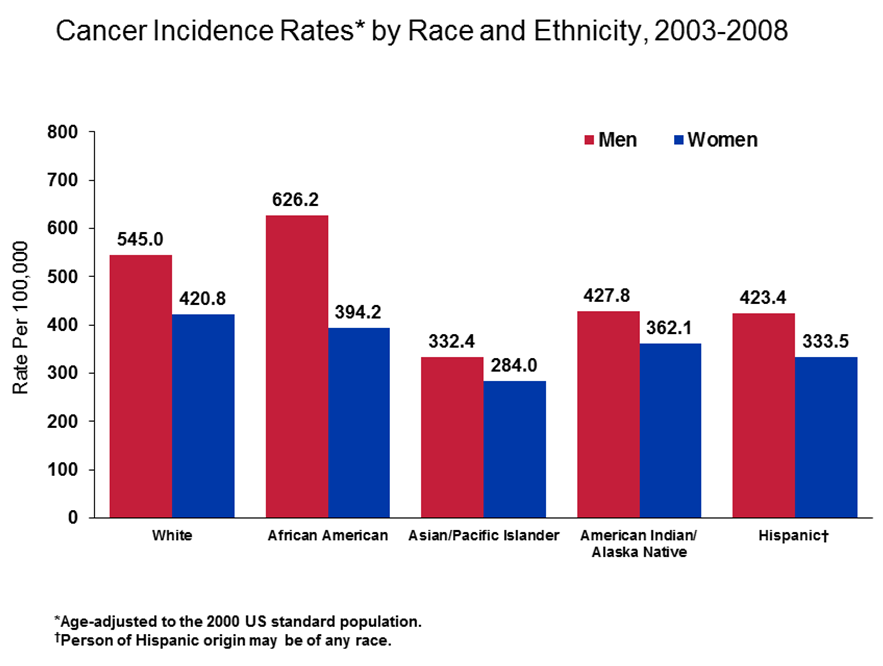 Cancer Incidence Rates* by Race and Ethnicity, 2003-2008
800
700
600
500
400
300
200
100
0
Rate Per 100,000
Men
Women
545.0
420.8
626.2
394.2
332.4
284.0
427.8
362.1
423.4
333.5
White
African American
Asian/Pacific Islander
American Indian/
Alaska Native
Hispanic†
*Age-adjusted to the 2000 US standard population.
†Person of Hispanic origin may be of any race.